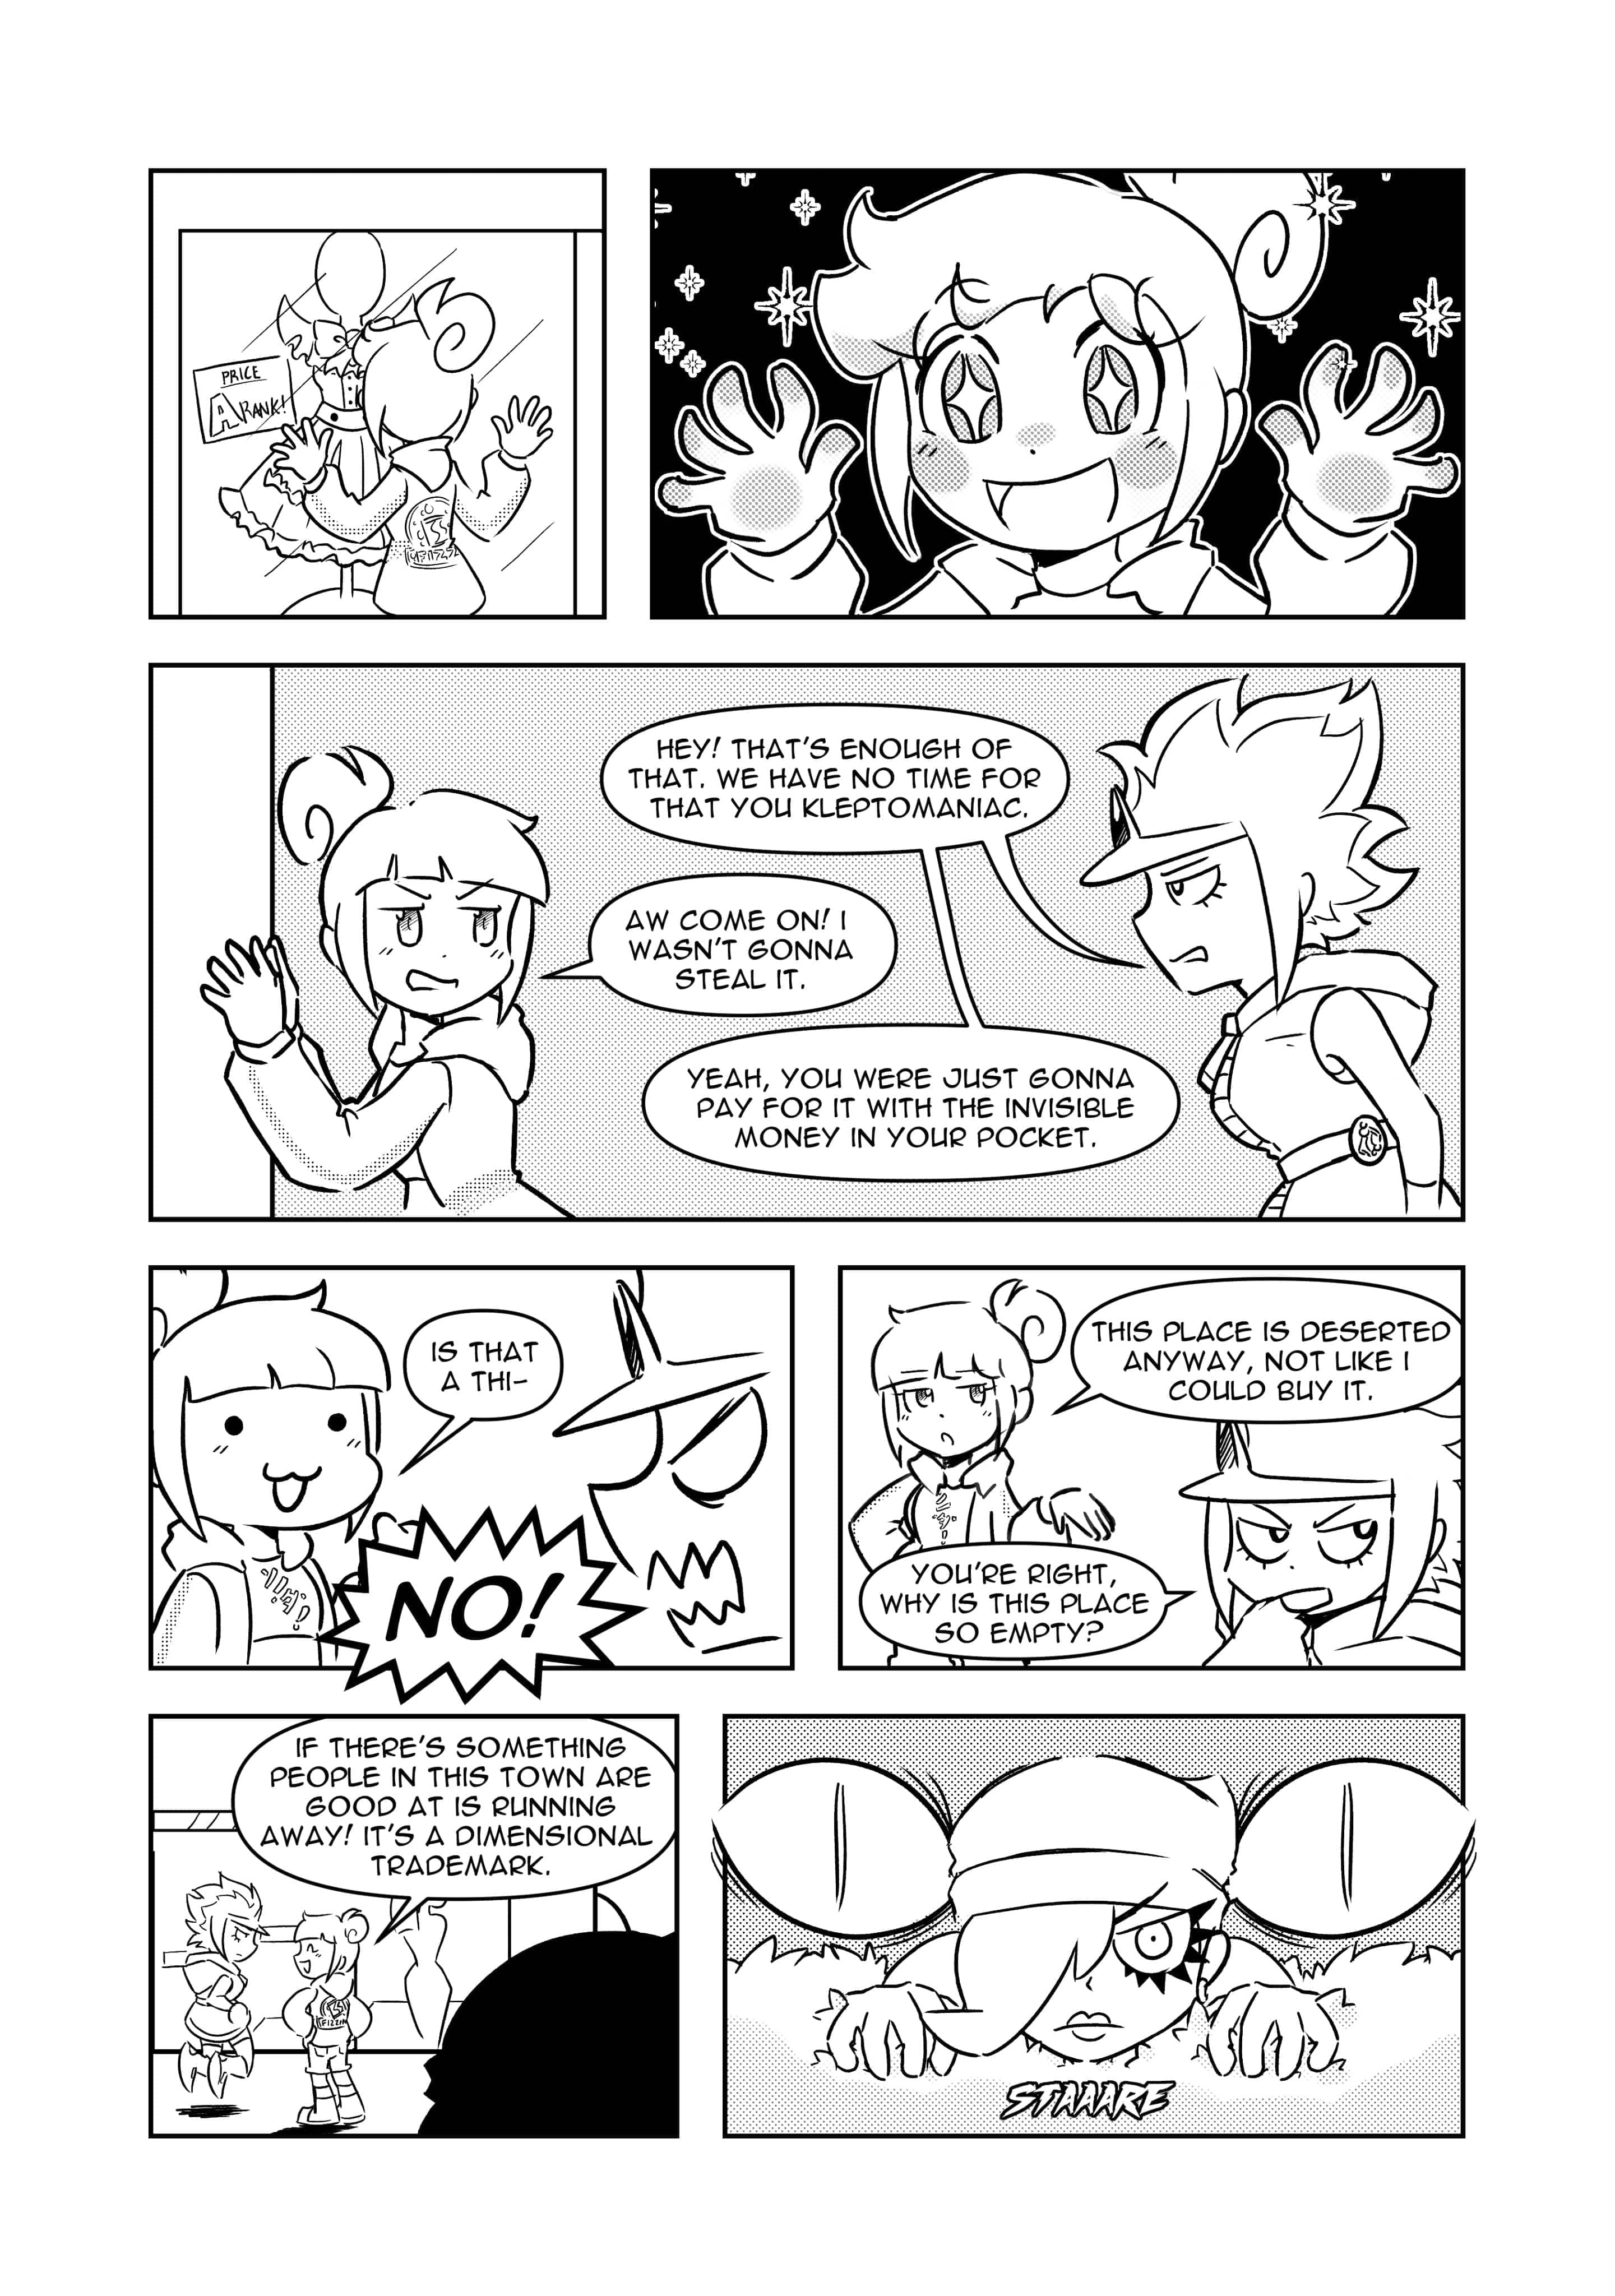 PRICE
A RANK!
HEY! THAT'S ENOUGH OF
THAT. WE HAVE NO TIME FOR
THAT YOU KLEPTOMANIAC.
AW COME ON! I
WASN'T GONNA
STEAL IT.
YEAH, YOU WERE JUST GONNA
PAY FOR IT WITH THE INVISIBLE
MONEY IN YOUR POCKET.
IS THAT
A THI-
NO!
THIS PLACE IS DESERTED
ANYWAY, NOT LIKE I
COULD BUY IT.
YOU'RE RIGHT,
WHY IS THIS PLACE
SO EMPTY?
IF THERE'S SOMETHING
PEOPLE IN THIS TOWN ARE
GOOD AT IS RUNNING
AWAY! IT'S A DIMENSIONAL
TRADEMARK.
STAAARE